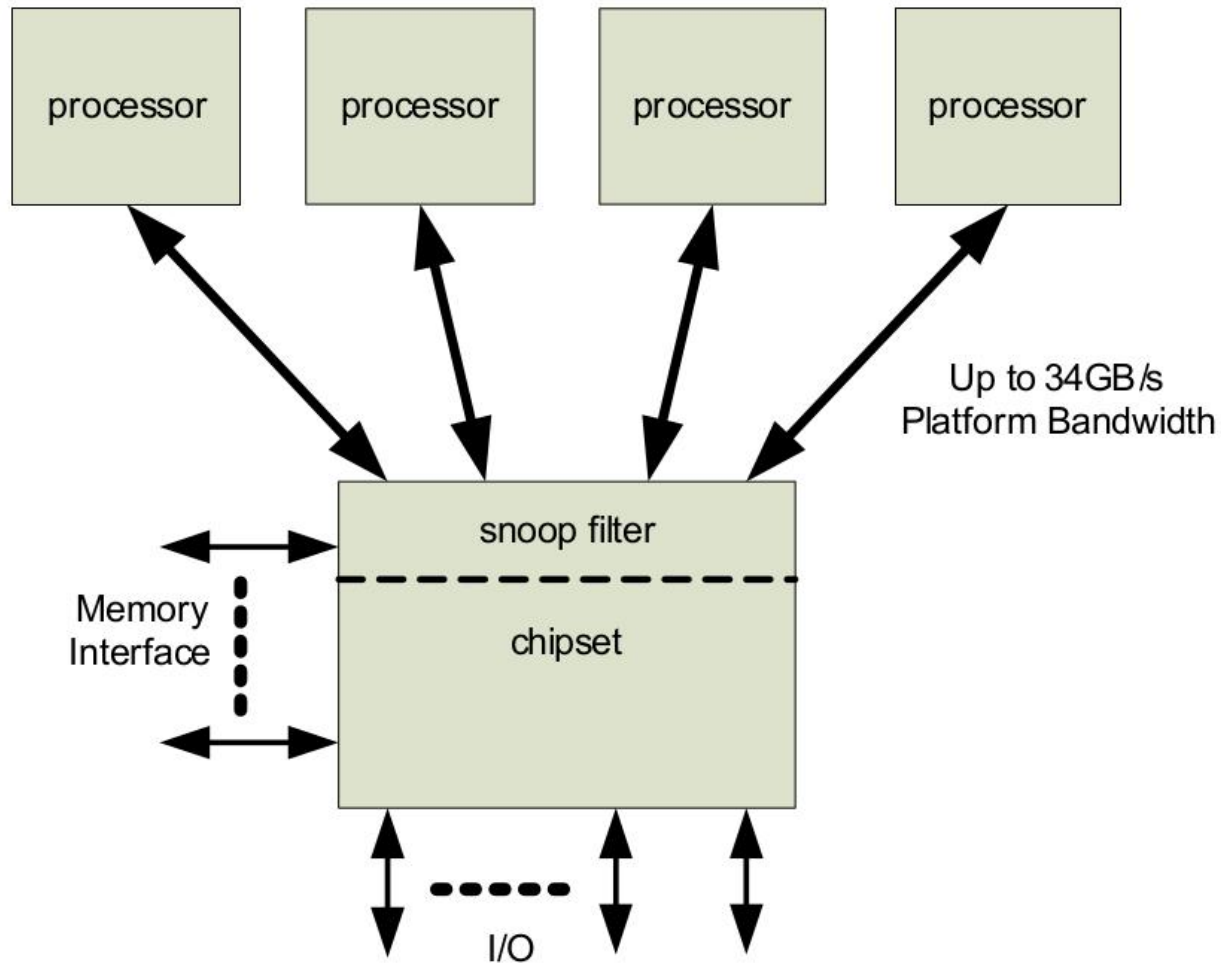 processor
processor
processor
processor
Up to 34GB/s
Platform Bandwidth
snoop filter
Memory
Interface
chipset
I/O